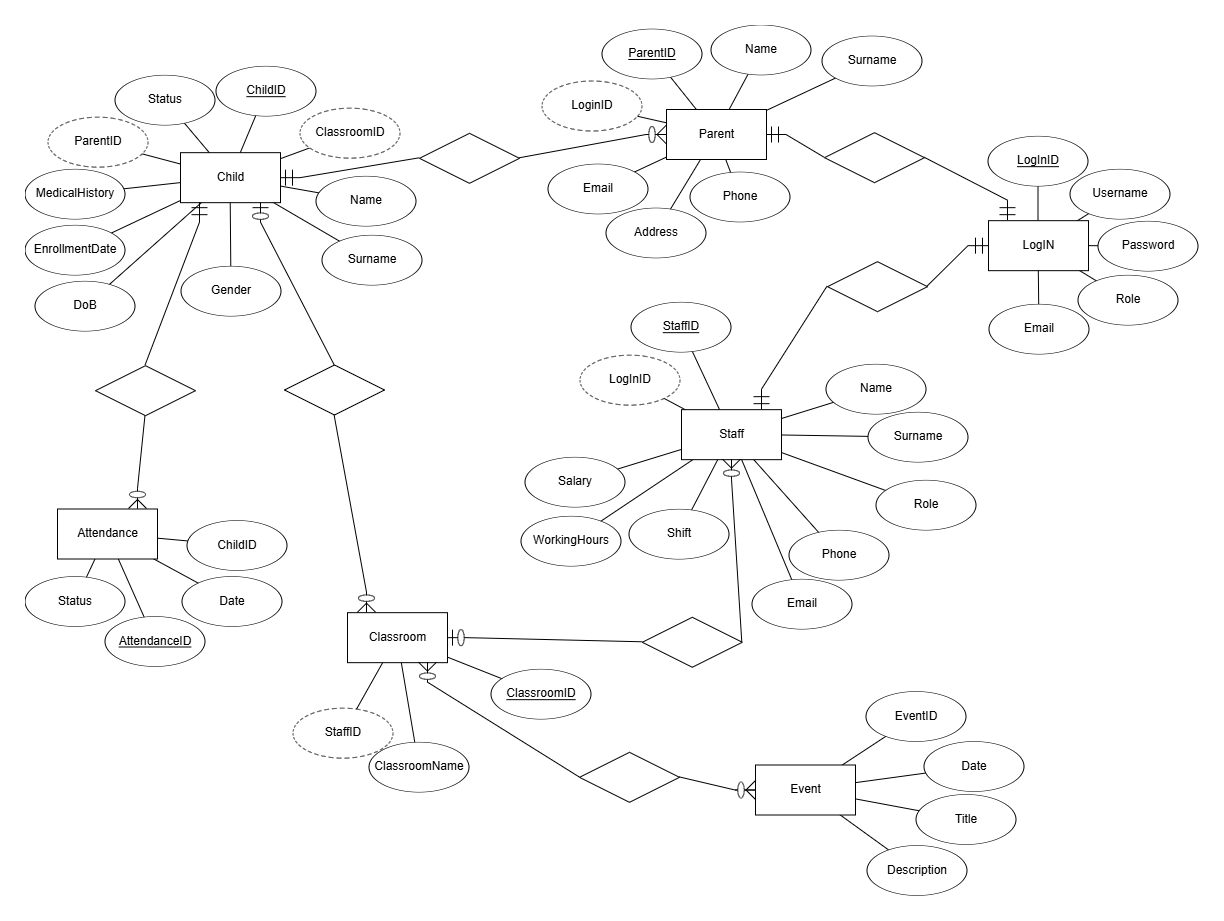 ParentID
Name
Surname
LoginID
Parent
Email
Phone
Address
Status
ChildID
ParentID
ClassroomID
Child
MedicalHistory
Name
EnrollmentDate
Surname
DoB
Gender
LogInID
Username
LogIN
Password
Role
Email
StaffID
LogInID
Name
Staff
Surname
Salary
Role
WorkingHours
Shift
Phone
Email
Attendance
ChildID
Status
Date
AttendanceID
Classroom
ClassroomID
StaffID
ClassroomName
EventID
Date
Event
Title
Description